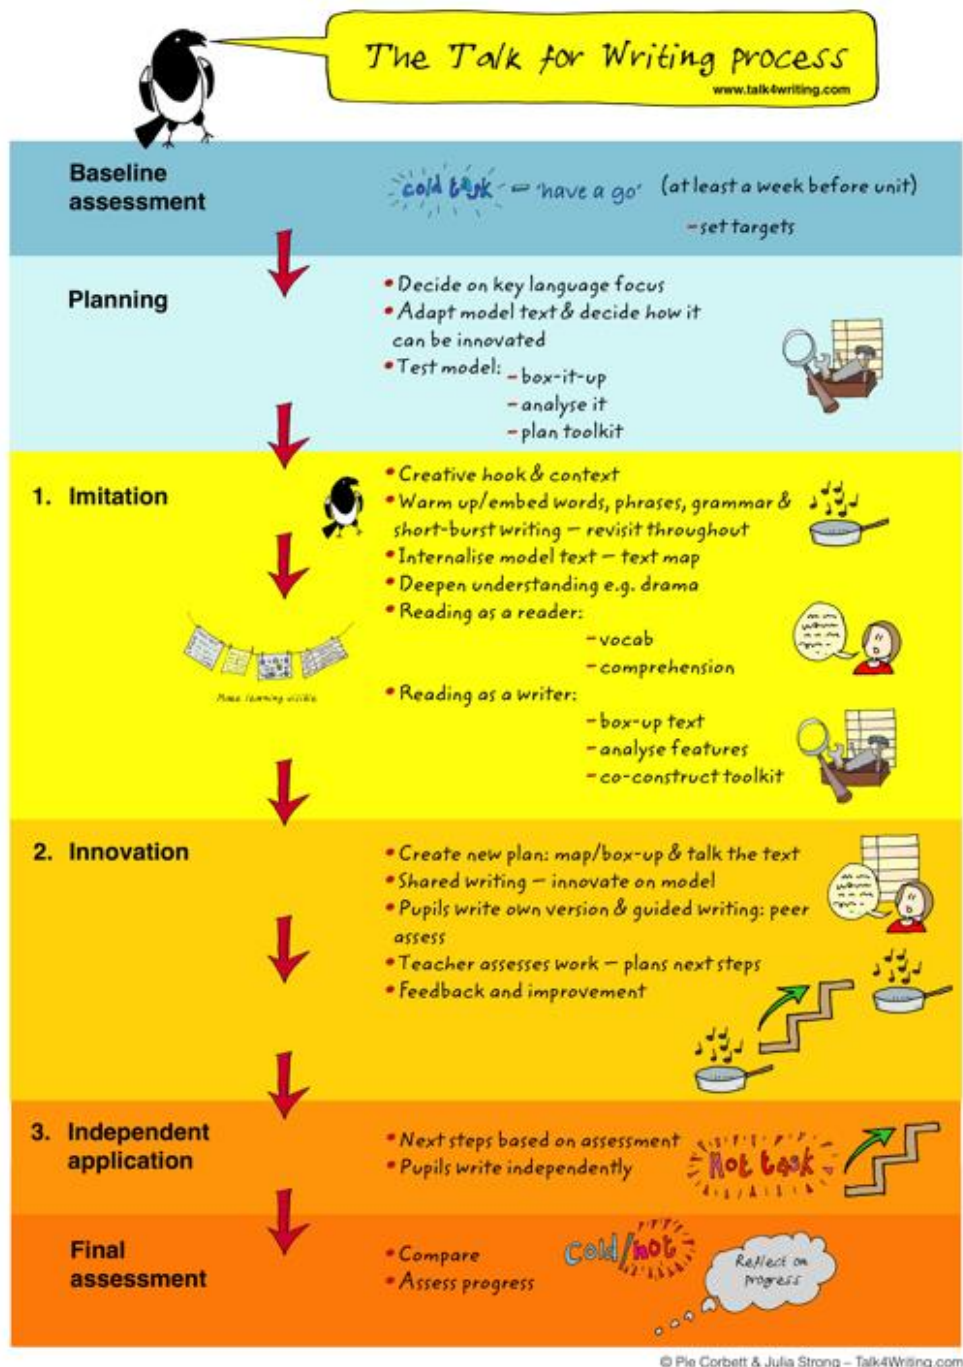 The Talk for Writing process
www.talk4writing.com
Baseline
assessment
cold task – 'have a go' (at least a week before unit)
– set targets
Planning
• Decide on key language focus
• Adapt model text & decide how it
can be innovated
• Test model: – box-it-up
– analyse it
– plan toolkit
1. Imitation
• Creative hook & context
• Warm up/embed words, phrases, grammar &
short-burst writing – revisit throughout
• Internalise model text – text map
• Deepen understanding e.g. drama
• Reading as a reader:
– vocab
– comprehension
Make learning visible
• Reading as a writer:
– box-up text
– analyse features
– co-construct toolkit
2. Innovation
• Create new plan: map/box-up & talk the text
• Shared writing – innovate on model
• Pupils write own version & guided writing: peer
assess
• Teacher assesses work – plans next steps
• Feedback and improvement
3. Independent
application
• Next steps based on assessment
• Pupils write independently
Hot task
Final
assessment
• Compare
• Assess progress
Cold/hot
Reflect on
progress
© Pie Corbett & Julia Strong – Talk4Writing.com